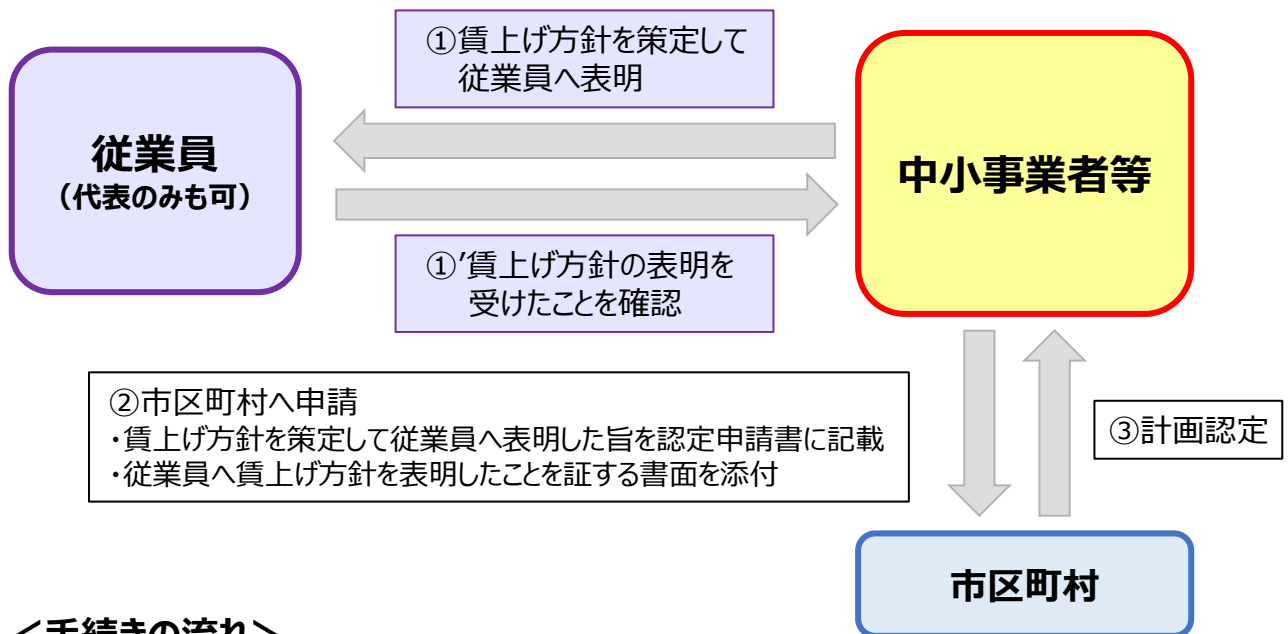 ①賃上げ方針を策定して
従業員へ表明
従業員
（代表のみも可）
中小事業者等
①’賃上げ方針の表明を
受けたことを確認
②市区町村へ申請
・賃上げ方針を策定して従業員へ表明した旨を認定申請書に記載
・従業員へ賃上げ方針を表明したことを証する書面を添付
③計画認定
市区町村
＜手続きの流れ＞